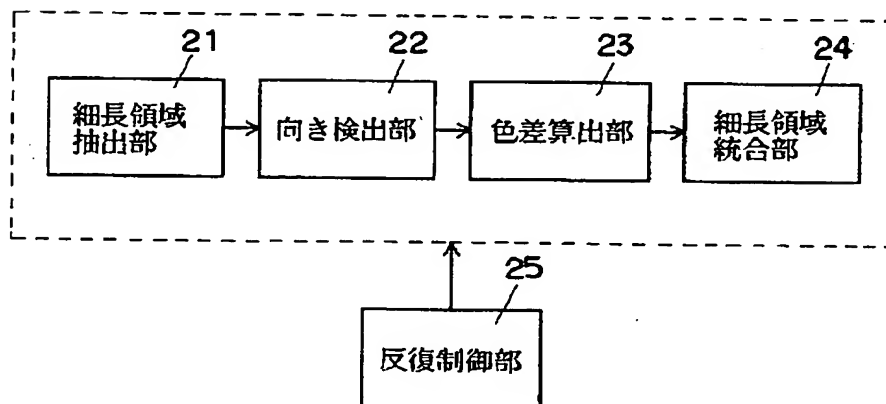 21
細長領域
抽出部
22
向き検出部
23
色差算出部
24
細長領域
統合部
25
反復制御部